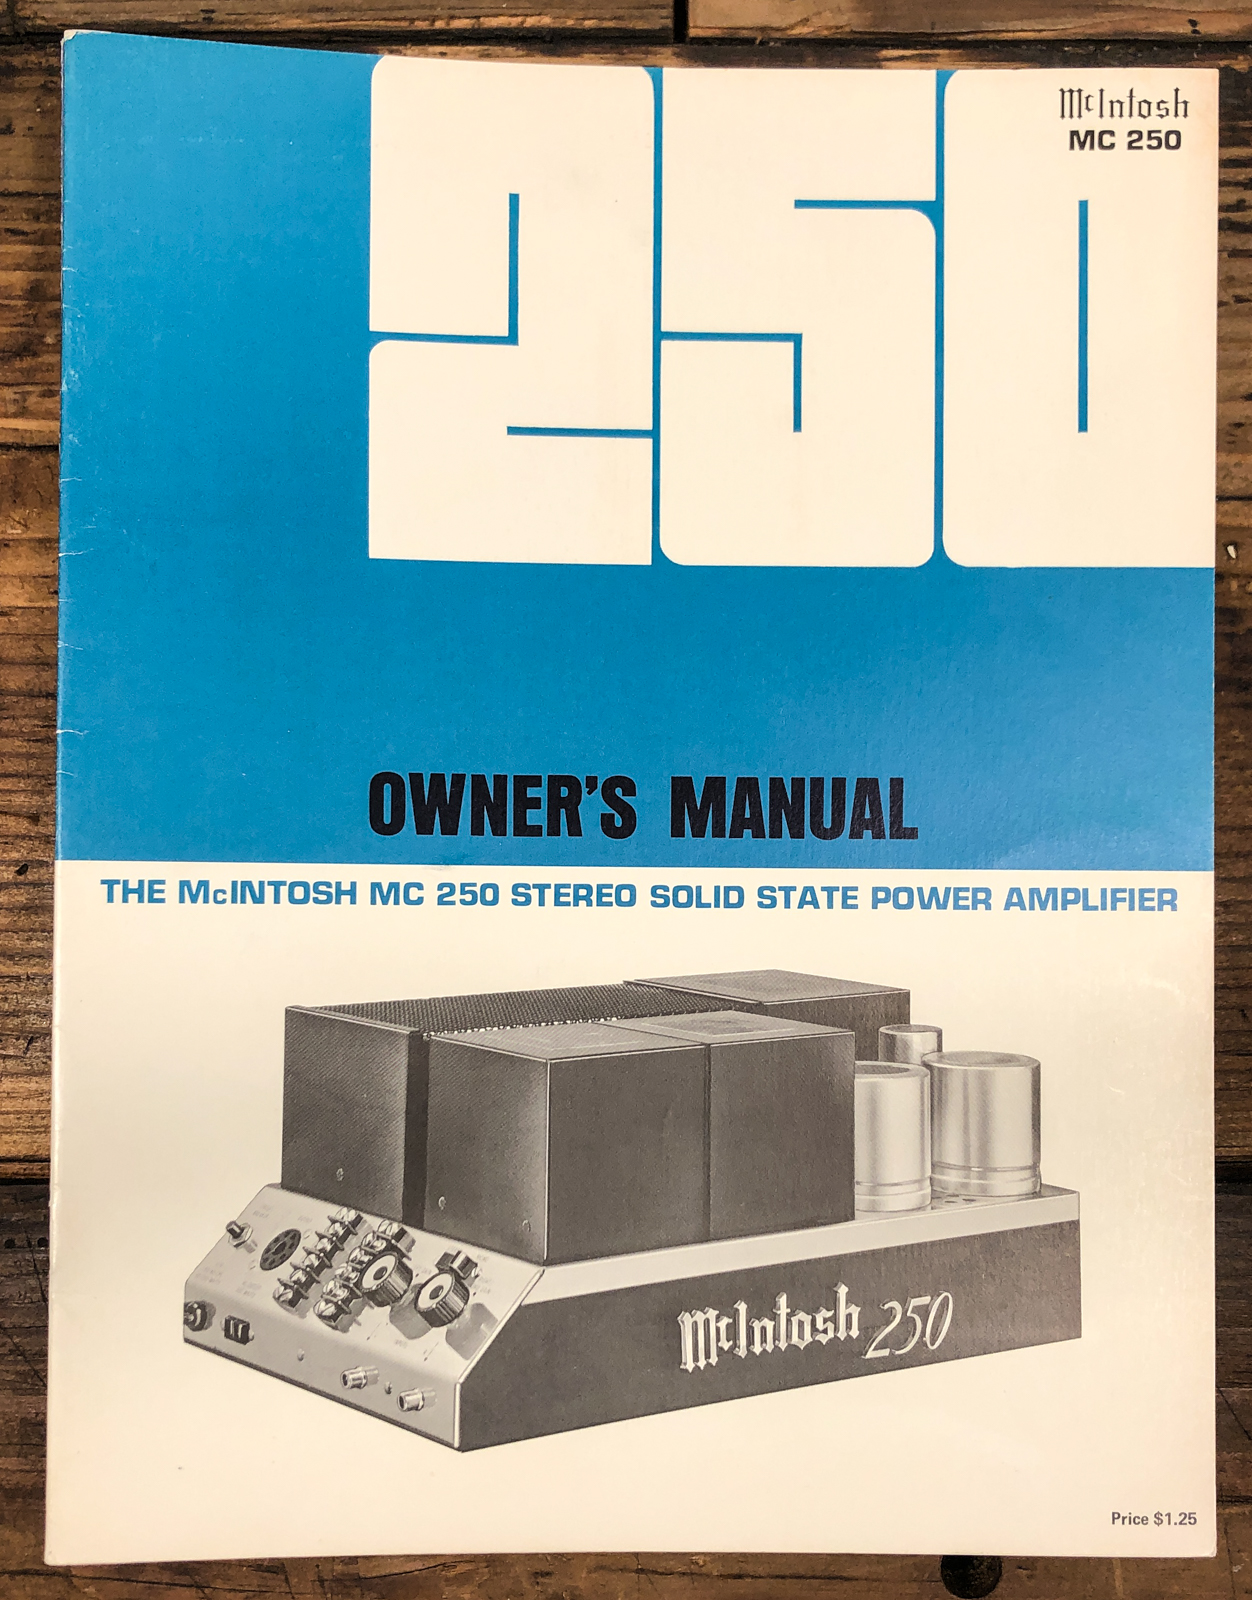 250
McIntosh
MC 250
OWNER'S MANUAL
THE McINTOSH MC 250 STEREO SOLID STATE POWER AMPLIFIER
McIntosh 250
Price $1.25